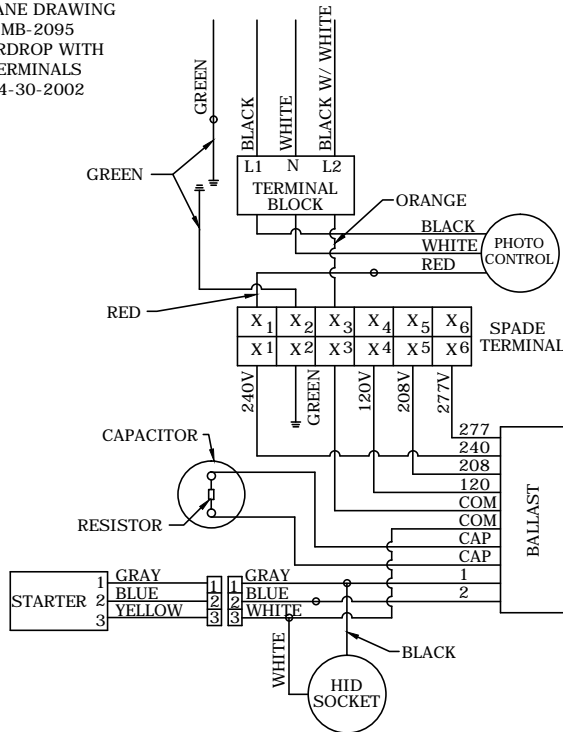 ANE DRAWING
MB-2095
RDROP WITH
ERMINALS
4-30-2002
GREEN
BLACK
WHITE
BLACK W/ WHITE
L1 N L2
TERMINAL
BLOCK
GREEN
ORANGE
BLACK
WHITE
RED
PHOTO
CONTROL
RED
X1 X2 X3 X4 X5 X6
X1 X2 X3 X4 X5 X6
SPADE
TERMINAL
240V
GREEN
120V
208V
277V
277
240
208
120
COM
COM
CAP
CAP
1
2
BALLAST
CAPACITOR
RESISTOR
STARTER
1 GRAY
2 BLUE
3 YELLOW
1
2
3
1 GRAY
2 BLUE
3 WHITE
WHITE
BLACK
HID
SOCKET